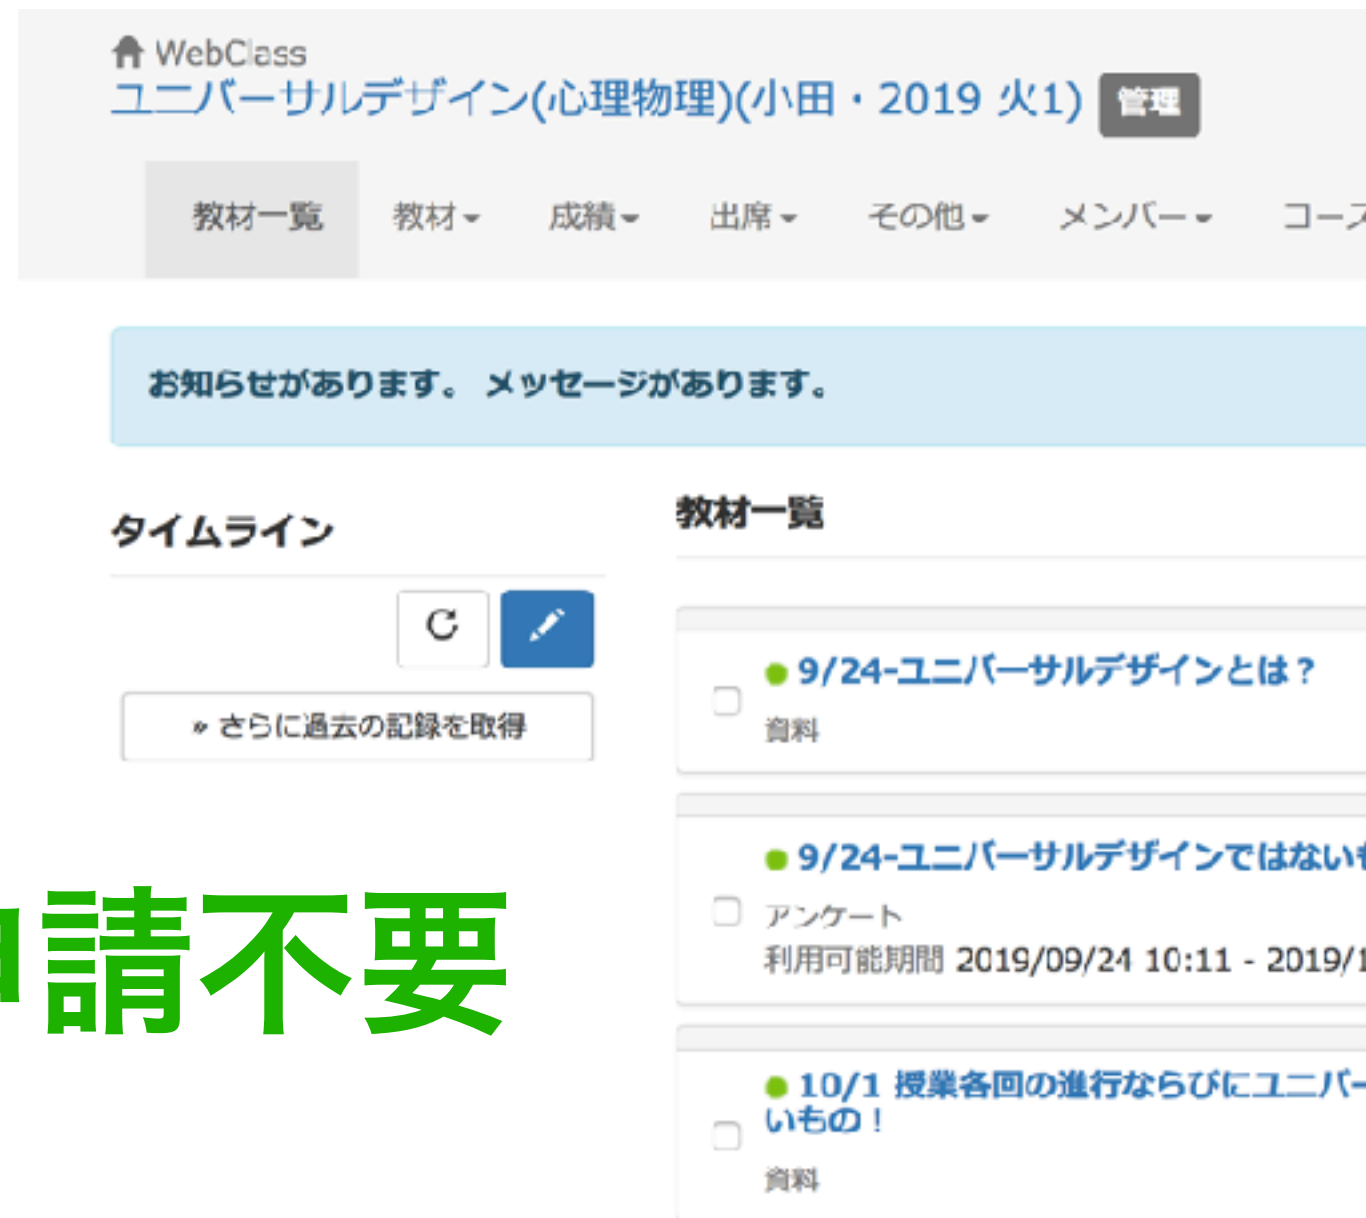 WebClass
ユニバーサルデザイン(心理物理)(小田・2019 火1) 管理
教材一覧 教材 成績 出席 その他 メンバー コース
お知らせがあります。 メッセージがあります。
タイムライン
» さらに過去の記録を取得
申請不要
教材一覧
9/24-ユニバーサルデザインとは？
資料
9/24-ユニバーサルデザインではない
アンケート
利用可能期間 2019/09/24 10:11 - 2019/1
10/1 授業各回の進行ならびにユニバー
いもの！
資料